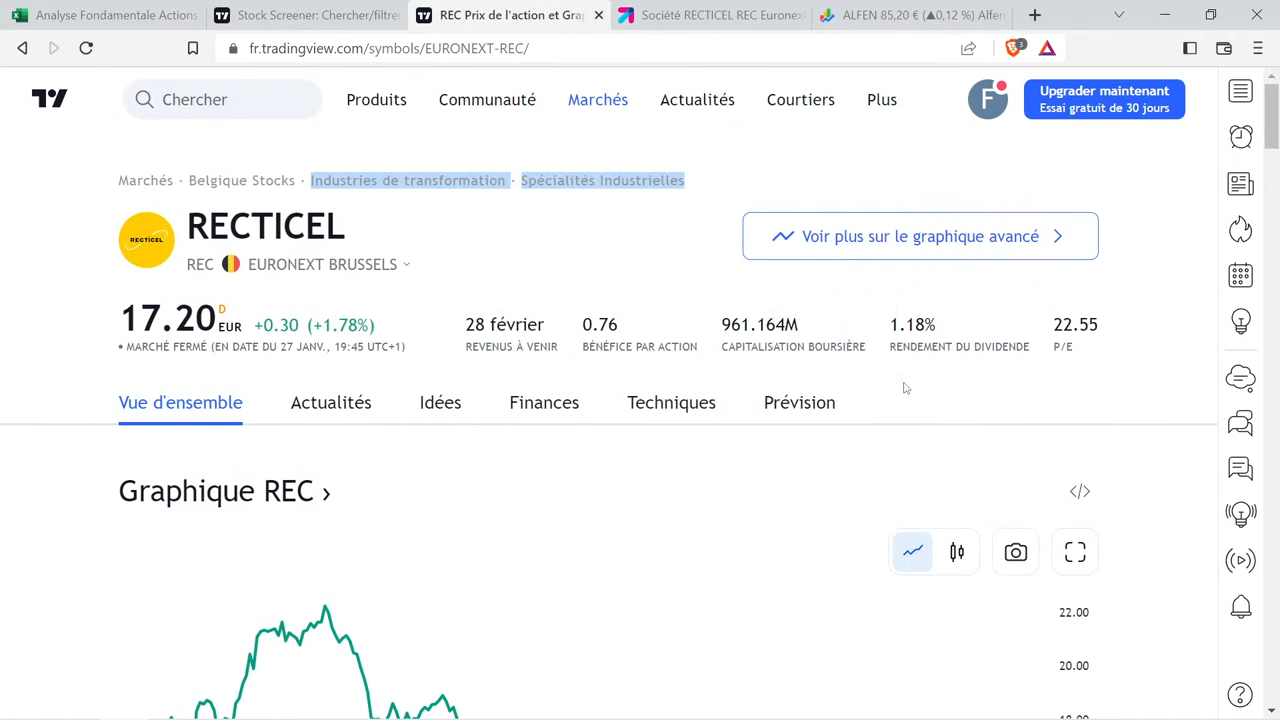 Analyse Fondamentale Actions
Stock Screener: Chercher/filtrer
REC Prix de l'action et Gra
Société RECTICEL REC Euronex
ALFEN 85,20 € (▲0,12 %) Alfen
fr.tradingview.com/symbols/EURONEXT-REC/
3
Chercher
Produits
Communauté
Marchés
Actualités
Courtiers
Plus
F
Upgrader maintenant
Essai gratuit de 30 jours
Marchés · Belgique Stocks · Industries de transformation · Spécialités Industrielles
RECTICEL
RECTICEL
REC EURONEXT BRUSSELS
Voir plus sur le graphique avancé
17.20 D EUR +0.30 (+1.78%)
• MARCHÉ FERMÉ (EN DATE DU 27 JANV., 19:45 UTC+1)
28 février
REVENUS À VENIR
0.76
BÉNÉFICE PAR ACTION
961.164M
CAPITALISATION BOURSIÈRE
1.18%
RENDEMENT DU DIVIDENDE
22.55
P/E
Vue d'ensemble
Actualités
Idées
Finances
Techniques
Prévision
Graphique REC ›
22.00
20.00
18.00